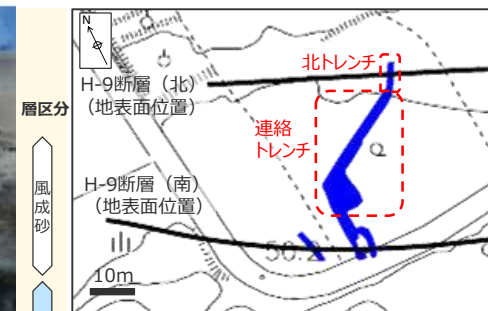 層区分
風成砂
N
H-9断層（北）
（地表面位置）
北トレンチ
連絡
トレンチ
H-9断層（南）
（地表面位置）
10m